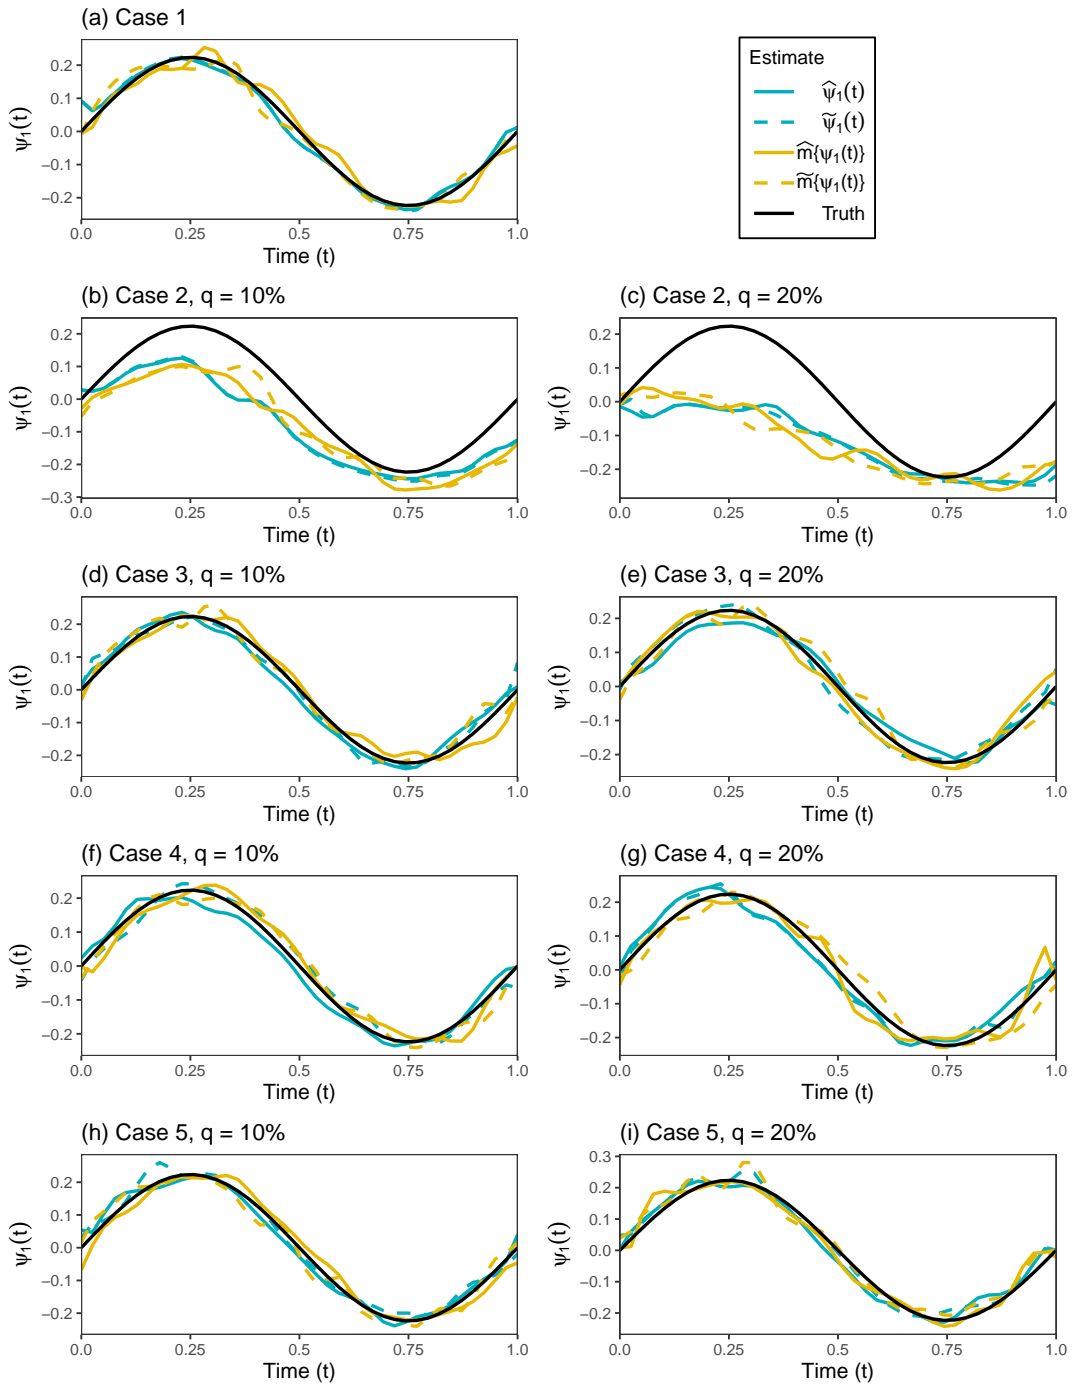 (a) Case 1
0.2
0.1
0.0
−0.1
−0.2
ψ₁(t)
0.0 0.25 0.50 0.75 1.0
Time (t)
Estimate
ψ̂₁(t)
ψ̃₁(t)
m̂{ψ₁(t)}
m̃{ψ₁(t)}
Truth
(b) Case 2, q = 10%
0.2
0.1
0.0
−0.1
−0.2
−0.3
ψ₁(t)
0.0 0.25 0.50 0.75 1.0
Time (t)
(c) Case 2, q = 20%
0.2
0.1
0.0
−0.1
−0.2
ψ₁(t)
0.0 0.25 0.50 0.75 1.0
Time (t)
(d) Case 3, q = 10%
0.2
0.1
0.0
−0.1
−0.2
ψ₁(t)
0.0 0.25 0.50 0.75 1.0
Time (t)
(e) Case 3, q = 20%
0.2
0.1
0.0
−0.1
−0.2
ψ₁(t)
0.0 0.25 0.50 0.75 1.0
Time (t)
(f) Case 4, q = 10%
0.2
0.1
0.0
−0.1
−0.2
ψ₁(t)
0.0 0.25 0.50 0.75 1.0
Time (t)
(g) Case 4, q = 20%
0.2
0.1
0.0
−0.1
−0.2
ψ₁(t)
0.0 0.25 0.50 0.75 1.0
Time (t)
(h) Case 5, q = 10%
0.2
0.1
0.0
−0.1
−0.2
ψ₁(t)
0.0 0.25 0.50 0.75 1.0
Time (t)
(i) Case 5, q = 20%
0.3
0.2
0.1
0.0
−0.1
−0.2
ψ₁(t)
0.0 0.25 0.50 0.75 1.0
Time (t)